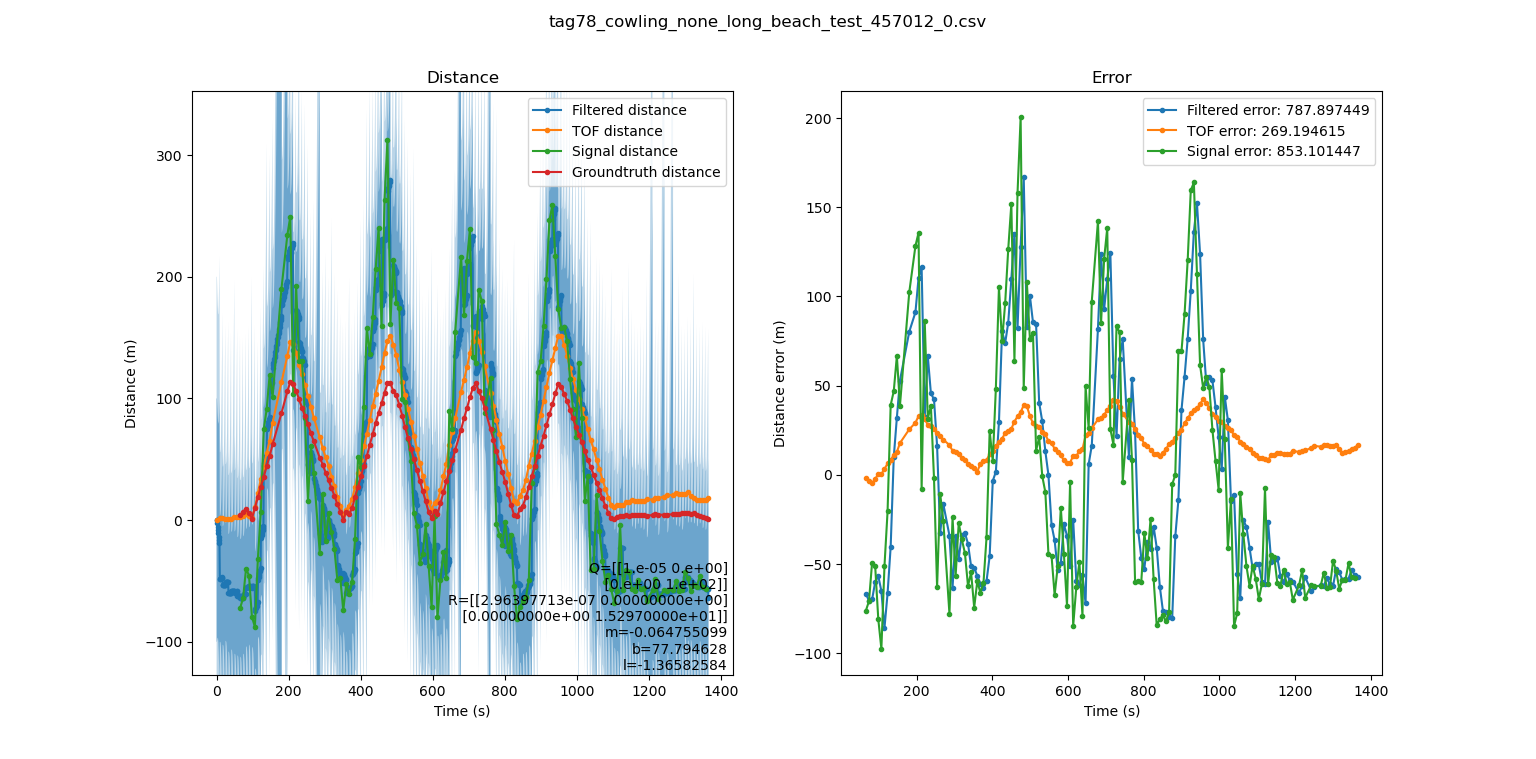 tag78_cowling_none_long_beach_test_457012_0.csv
Distance
Filtered distance
TOF distance
Signal distance
Groundtruth distance
Distance (m)
300
200
100
0
−100
Q=[[1.e-05 0.e+00]
[0.e+00 1.e+02]]
R=[[2.96397713e-07 0.00000000e+00]
[0.00000000e+00 1.52970000e+01]]
m=-0.064755099
b=77.794628
l=-1.36582584
0 200 400 600 800 1000 1200 1400
Time (s)
Error
Filtered error: 787.897449
TOF error: 269.194615
Signal error: 853.101447
Distance error (m)
200
150
100
50
0
−50
−100
200 400 600 800 1000 1200 1400
Time (s)